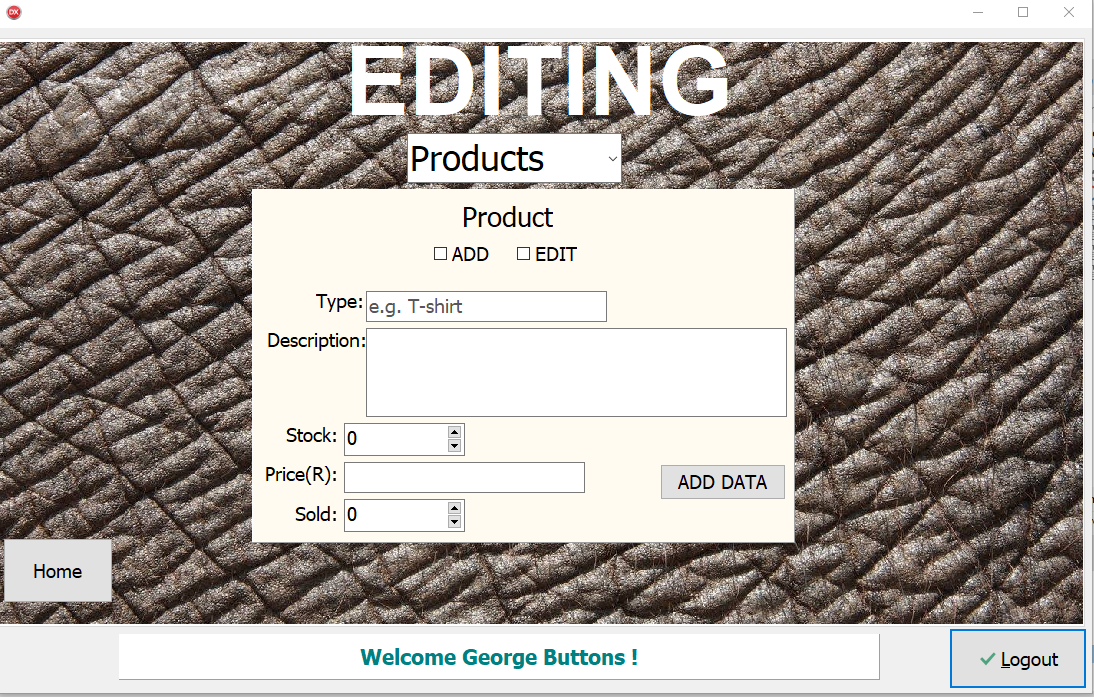 DX
EDITING
Products
Product
ADD EDIT
Type: e.g. T-shirt
Description:
Stock: 0
Price(R):
ADD DATA
Sold: 0
Home
Welcome George Buttons !
Logout